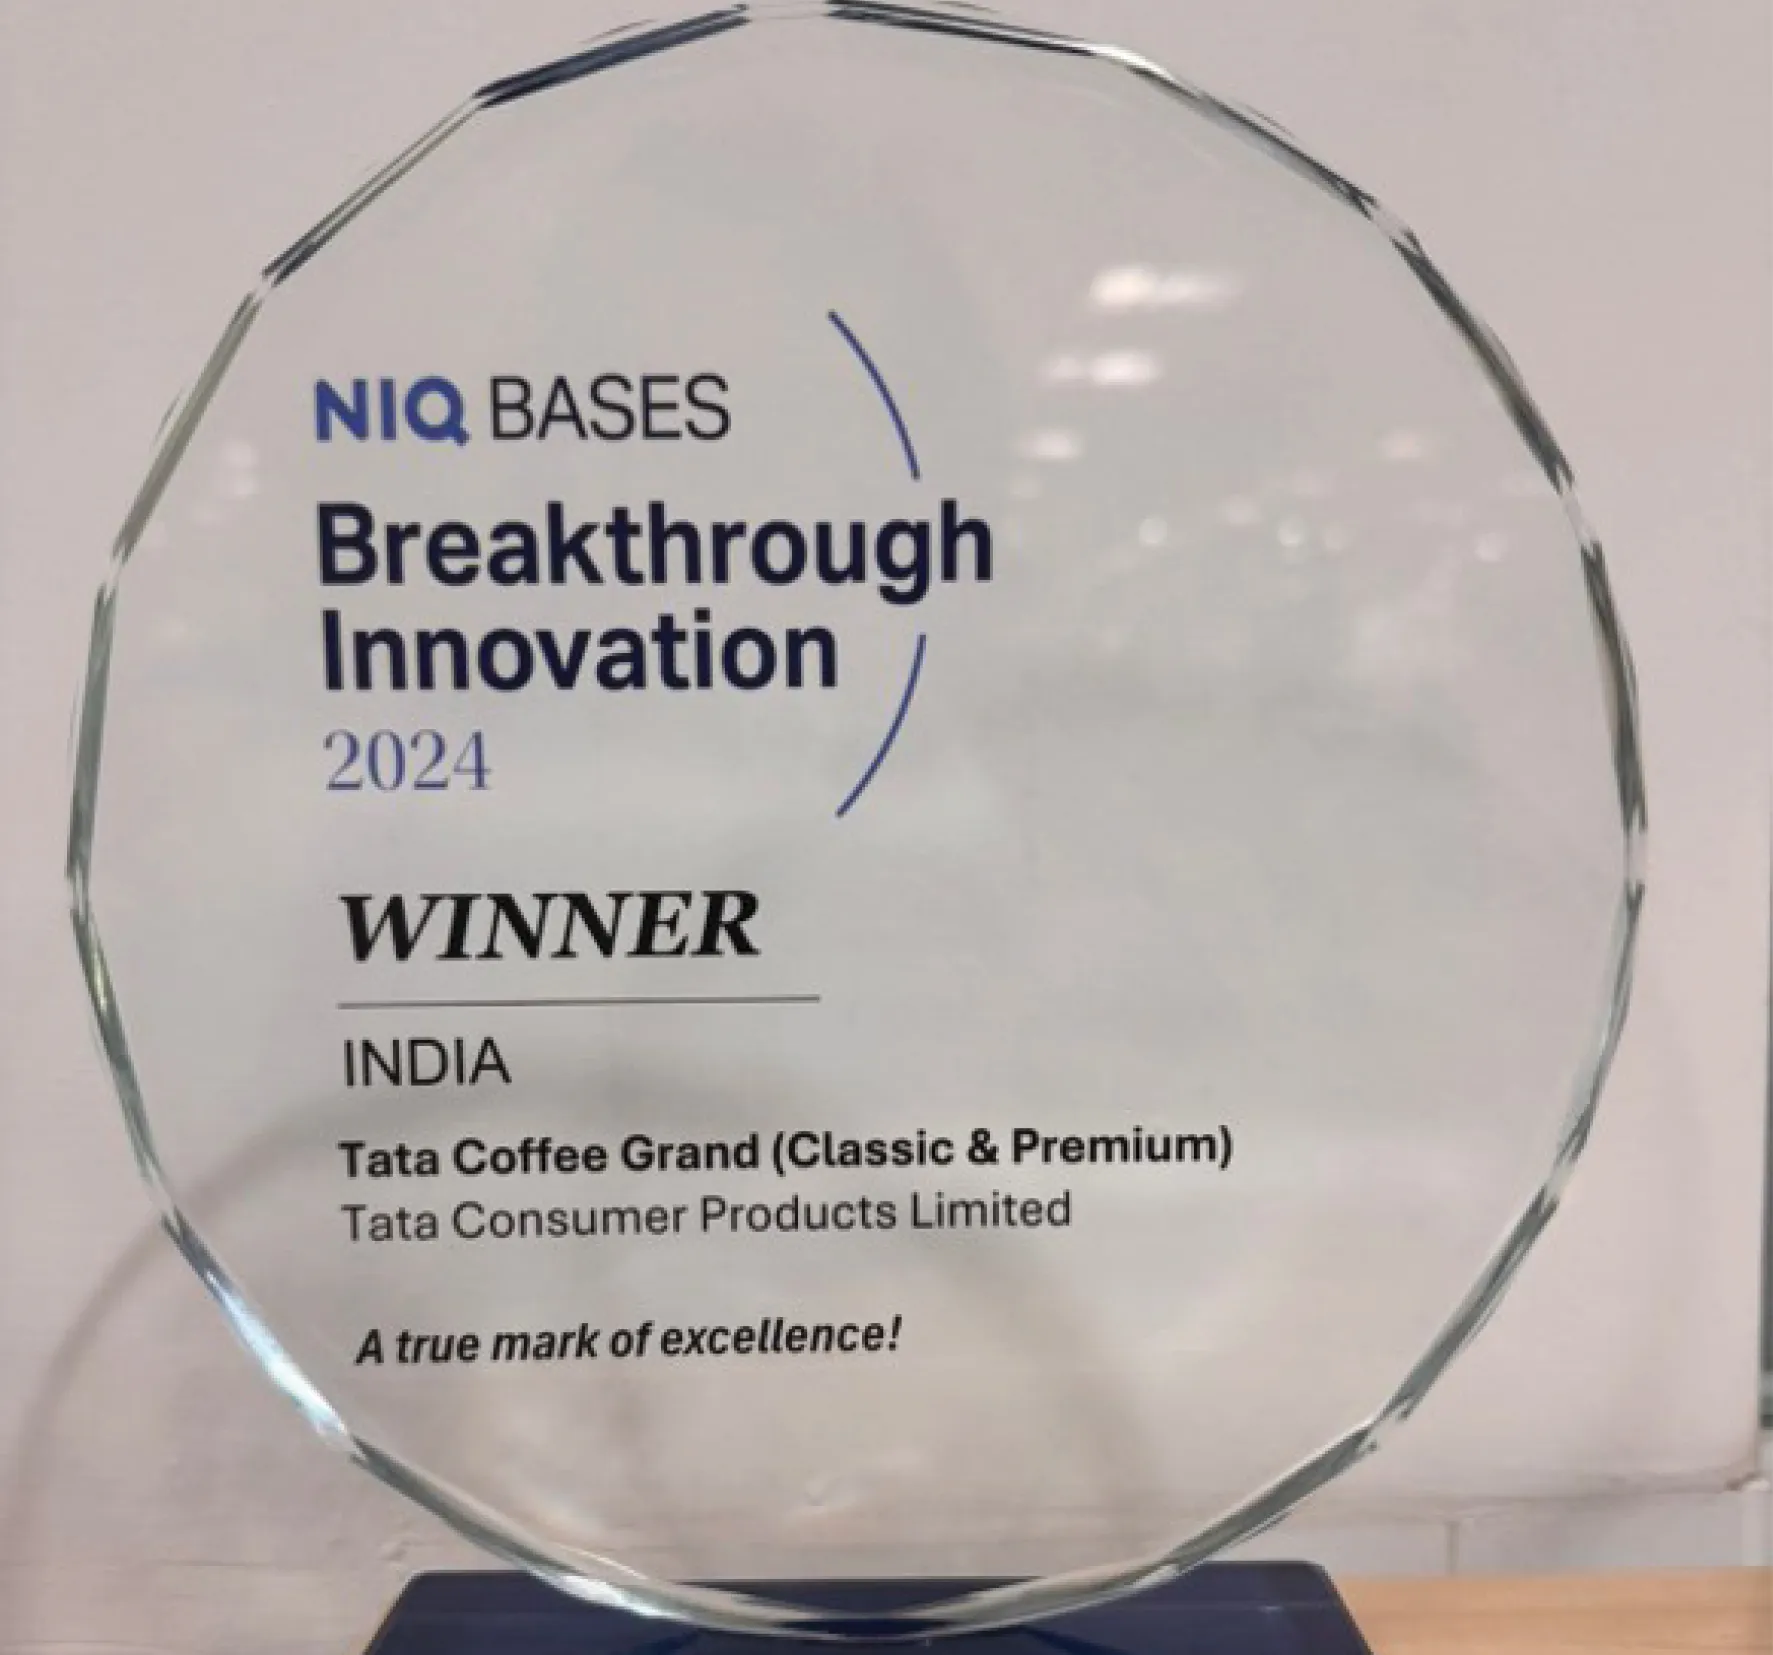 NIQ BASES
Breakthrough
Innovation
2024
WINNER
INDIA
Tata Coffee Grand (Classic & Premium)
Tata Consumer Products Limited
A true mark of excellence!